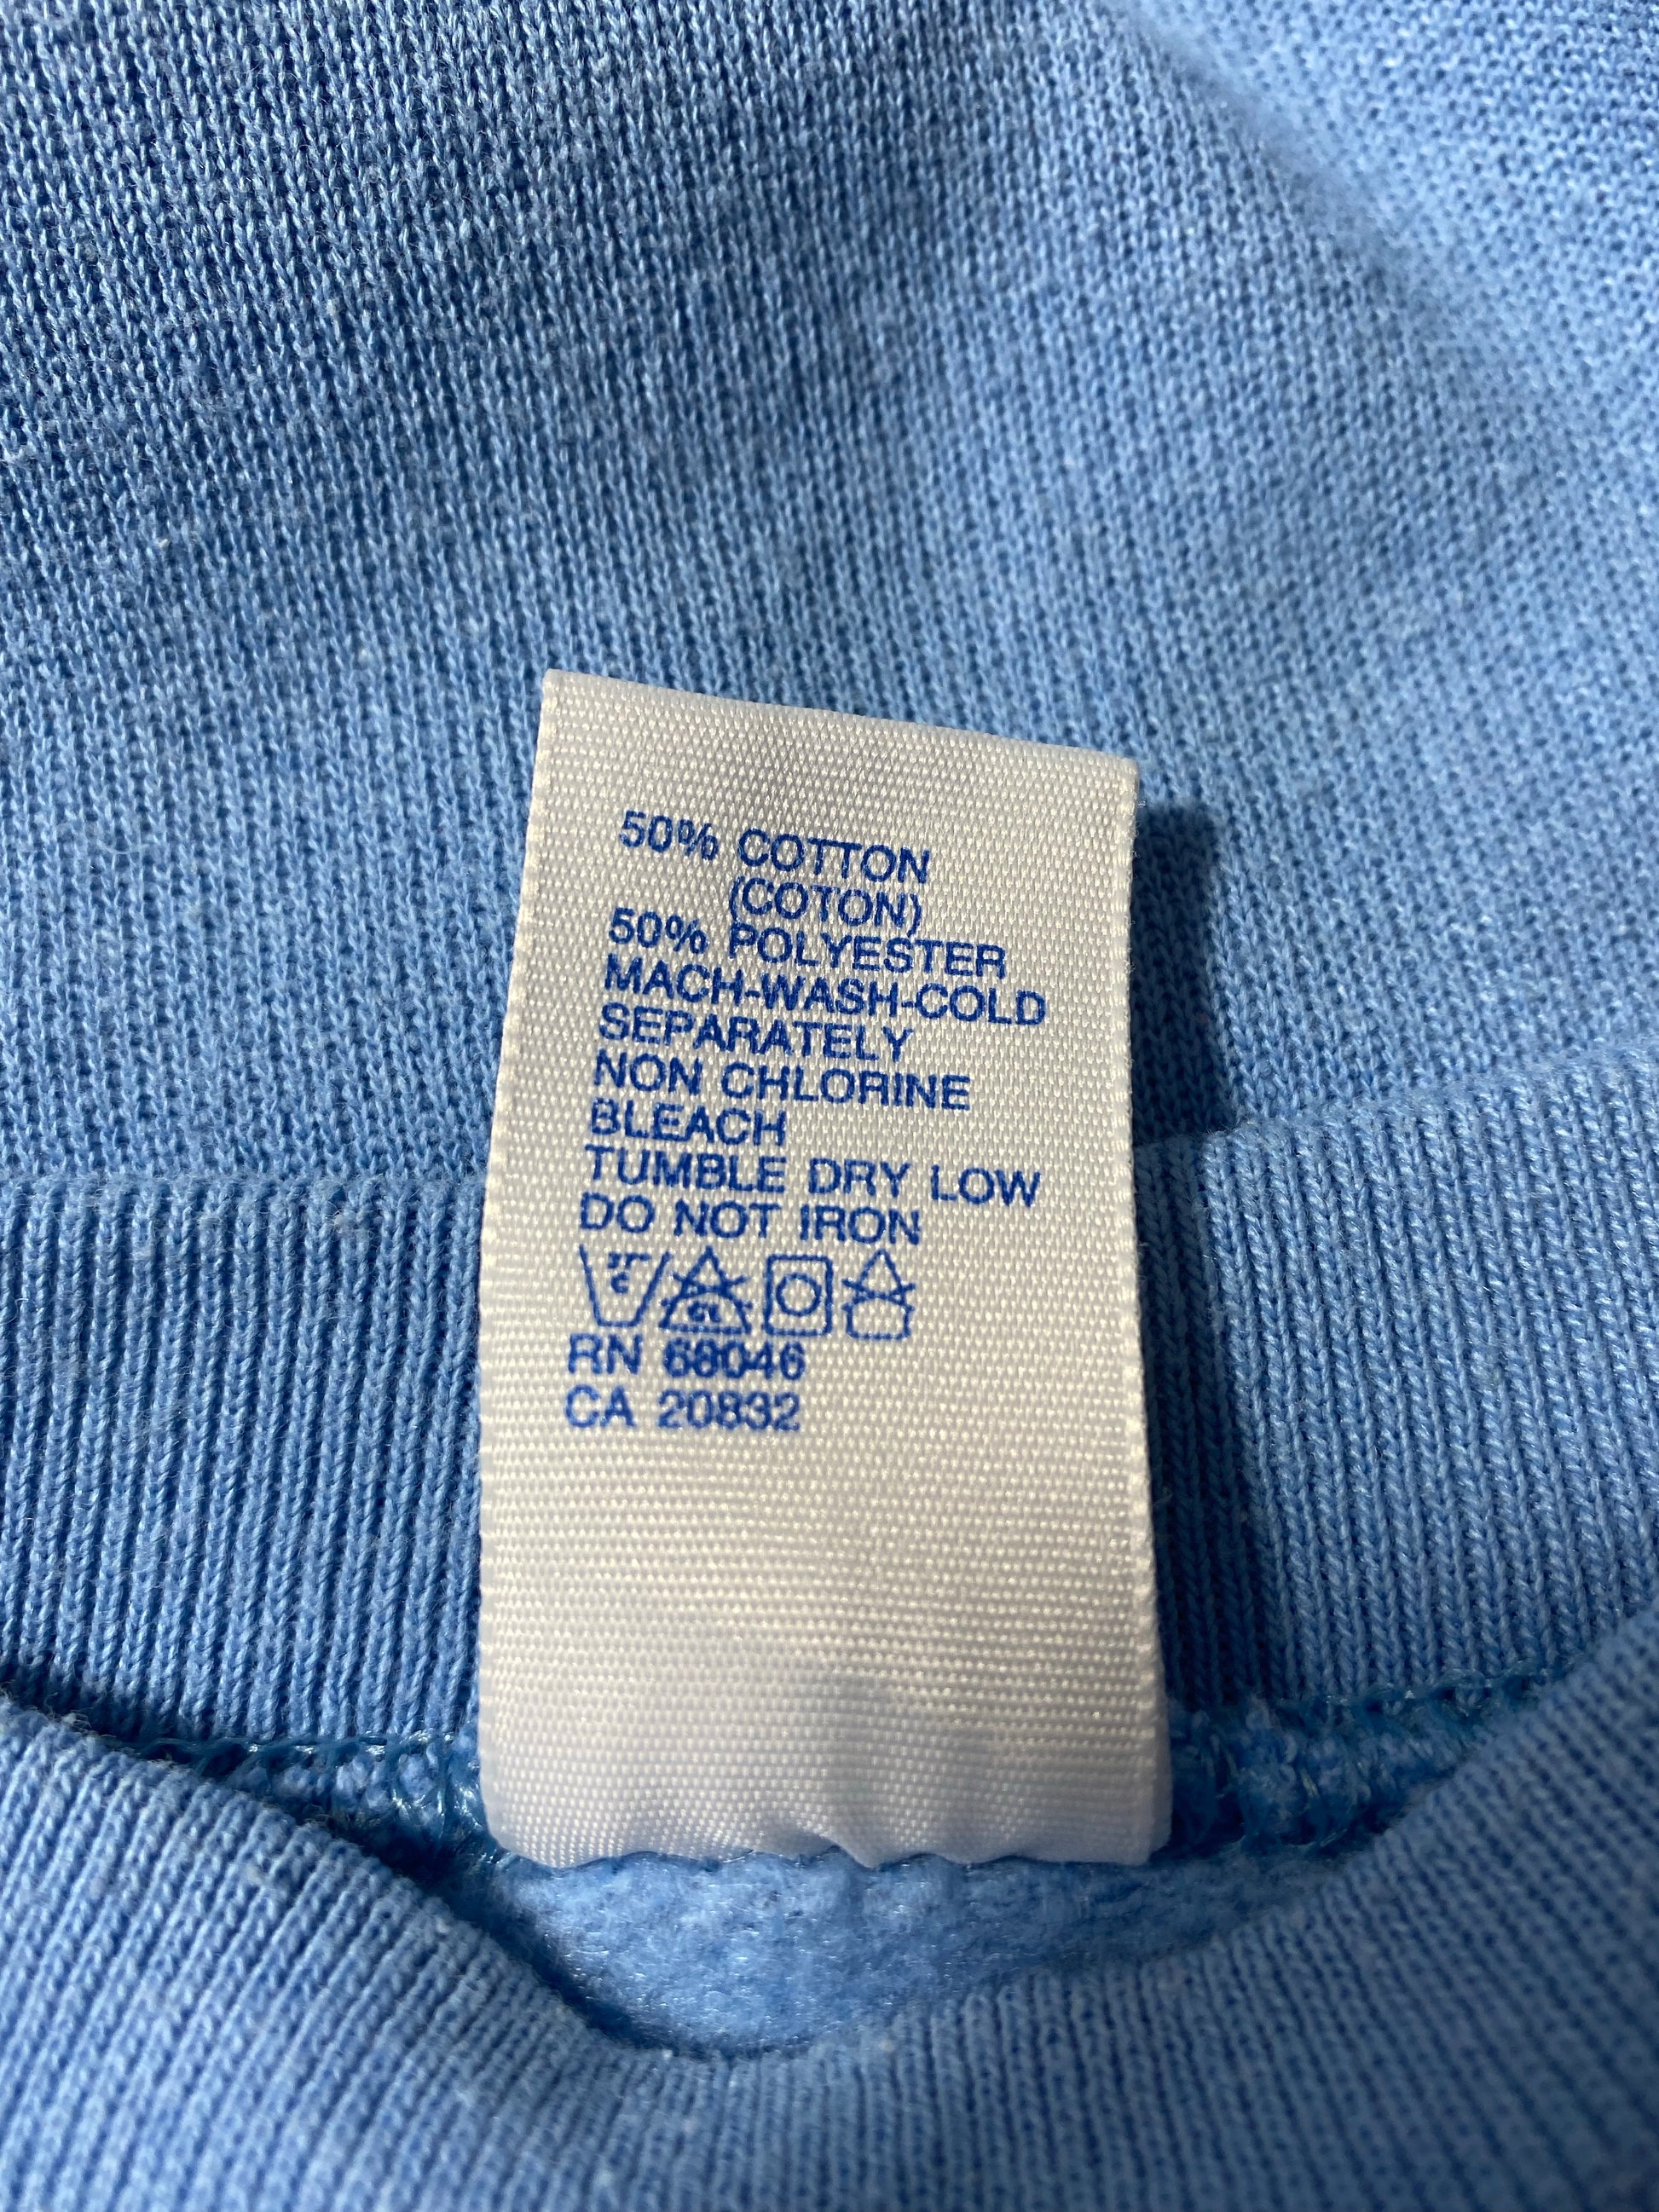 50% COTTON
(COTON)
50% POLYESTER
MACH-WASH-COLD
SEPARATELY
NON CHLORINE
BLEACH
TUMBLE DRY LOW
DO NOT IRON
C CL
RN 68046
CA 20832